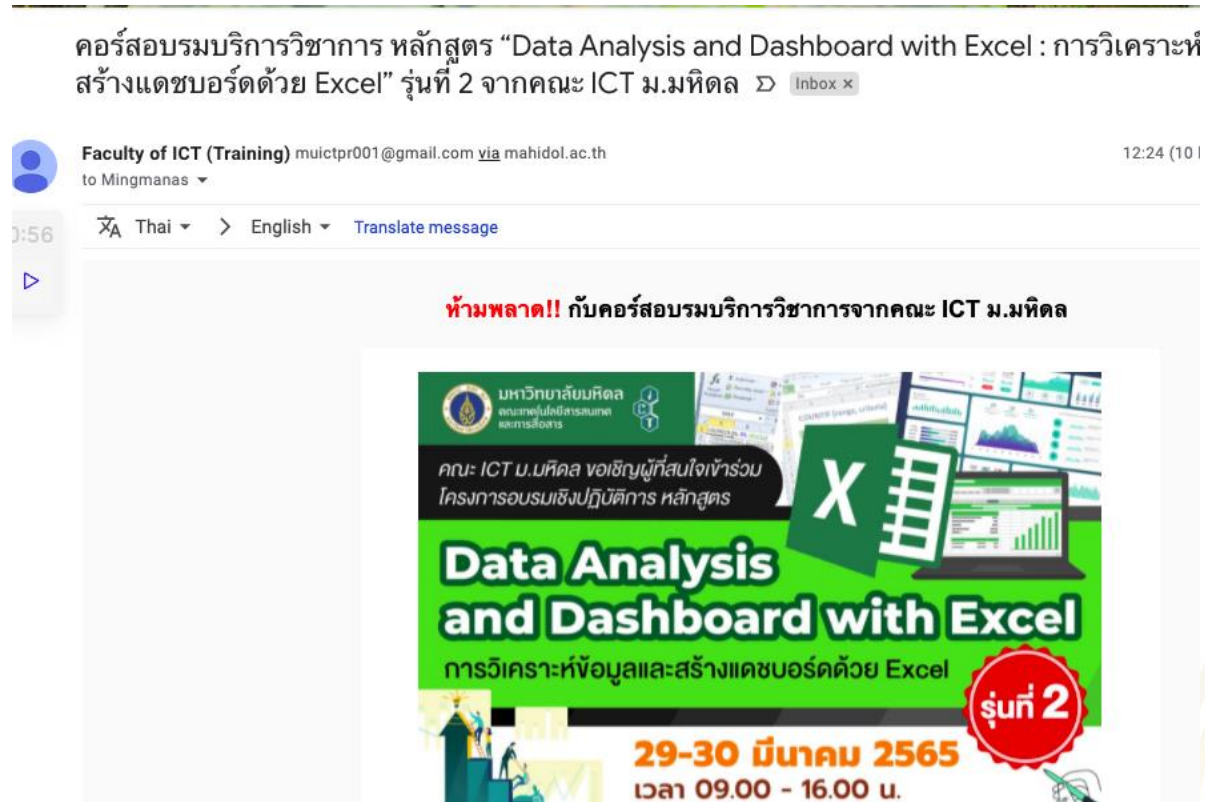 คอร์สอบรมบริการวิชาการ หลักสูตร “Data Analysis and Dashboard with Excel : การวิเคราะห์
สร้างแดชบอร์ดด้วย Excel” รุ่นที่ 2 จากคณะ ICT ม.มหิดล Inbox ×
Faculty of ICT (Training) muictpr001@gmail.com via mahidol.ac.th 12:24 (10
to Mingmanas
:56
Thai > English Translate message
ห้ามพลาด!! กับคอร์สอบรมบริการวิชาการจากคณะ ICT ม.มหิดล
มหาวิทยาลัยมหิดล
คณะเทคโนโลยีสารสนเทศ
และการสื่อสาร
คณะ ICT ม.มหิดล ขอเชิญผู้ที่สนใจเข้าร่วม
โครงการอบรมเชิงปฏิบัติการ หลักสูตร
Data Analysis
and Dashboard with Excel
การวิเคราะห์ข้อมูลและสร้างแดชบอร์ดด้วย Excel
รุ่นที่ 2
29-30 มีนาคม 2565
เวลา 09.00 - 16.00 น.